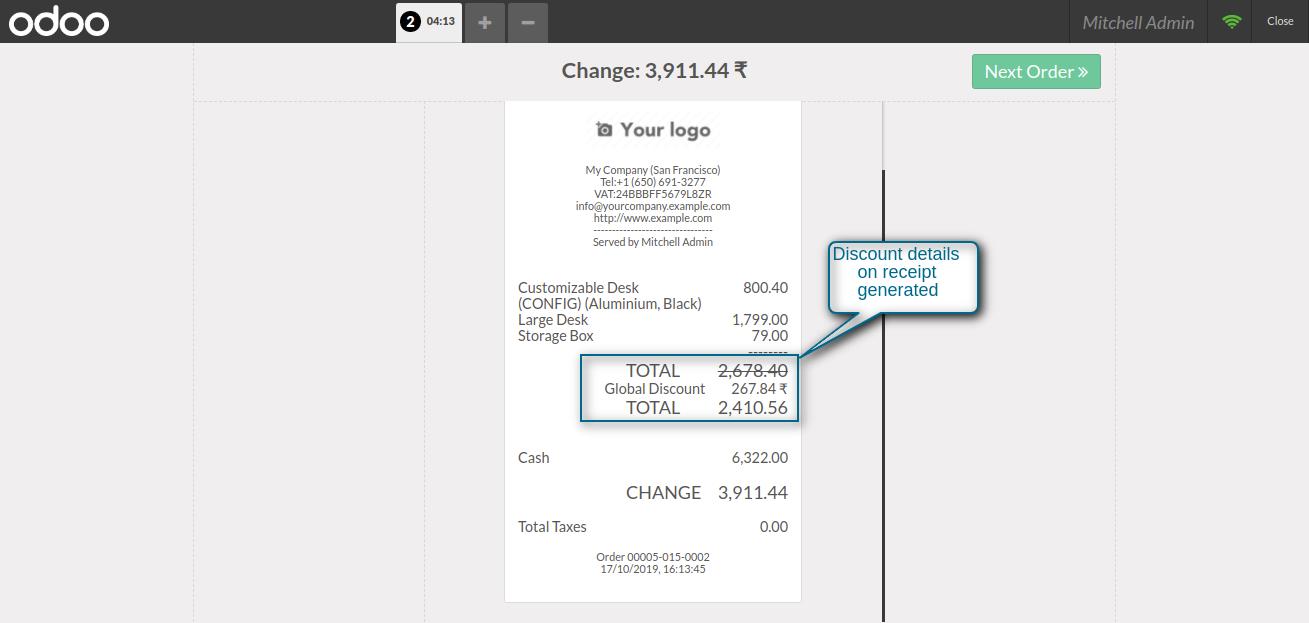 odoo
2 04:13 + − Mitchell Admin Close
Change: 3,911.44 ₹
Next Order »
Your logo
My Company (San Francisco)
Tel:+1 (650) 691-3277
VAT:24BBBFF5679L8ZR
info@yourcompany.example.com
http://www.example.com
--------------------------------
Served by Mitchell Admin
Discount details
on receipt
generated
Customizable Desk 800.40
(CONFIG) (Aluminium, Black)
Large Desk 1,799.00
Storage Box 79.00
--------
TOTAL 2,678.40
Global Discount 267.84 ₹
TOTAL 2,410.56
Cash 6,322.00
CHANGE 3,911.44
Total Taxes 0.00
Order 00005-015-0002
17/10/2019, 16:13:45